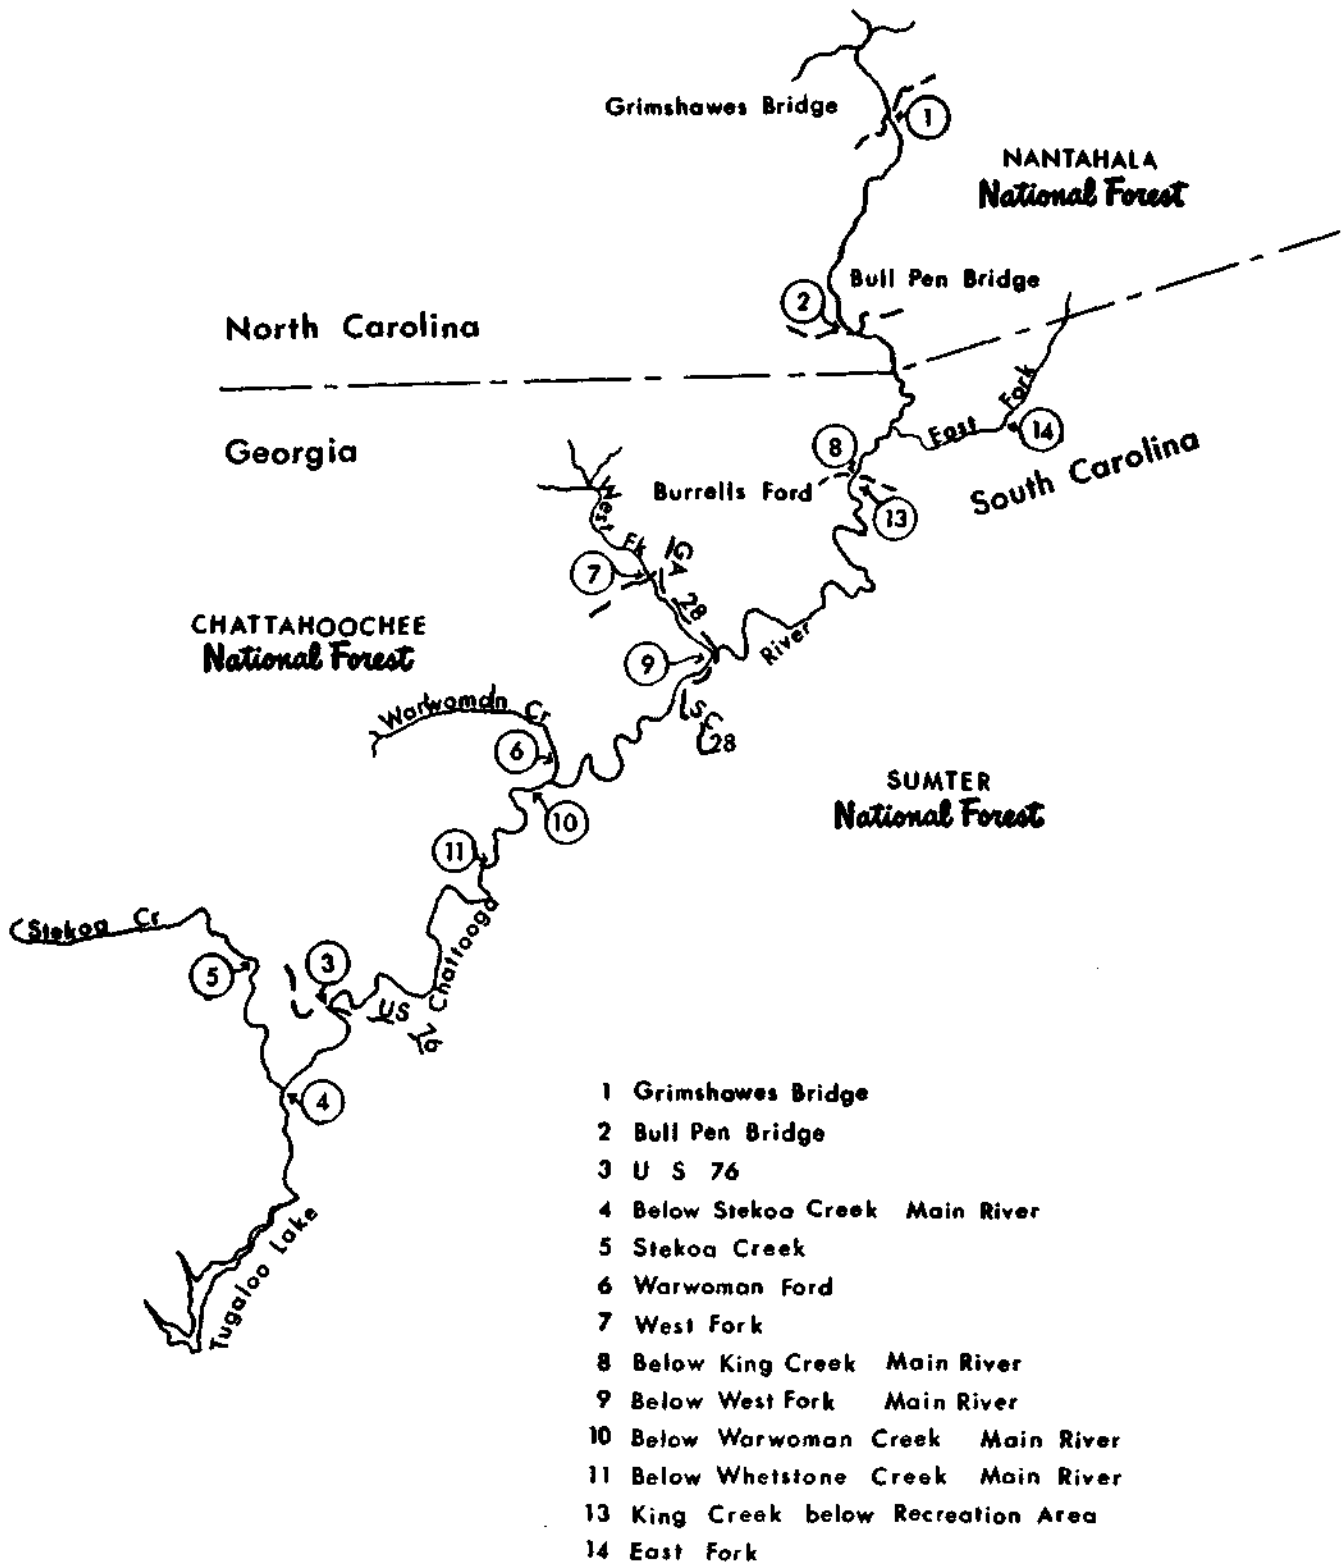 Grimshawes Bridge
1
NANTAHALA
National Forest
Bull Pen Bridge
2
North Carolina
Georgia
East Fork
14
8
South Carolina
Burrells Ford
13
West Fk
GA 28
7
CHATTAHOOCHEE
National Forest
River
9
SC 28
Warwoman Cr
6
SUMTER
National Forest
10
11
Chattooga
Stekoa Cr
5
3
US 76
4
Tugaloo Lake
1 Grimshawes Bridge
2 Bull Pen Bridge
3 U S 76
4 Below Stekoa Creek Main River
5 Stekoa Creek
6 Warwoman Ford
7 West Fork
8 Below King Creek Main River
9 Below West Fork Main River
10 Below Warwoman Creek Main River
11 Below Whetstone Creek Main River
13 King Creek below Recreation Area
14 East Fork